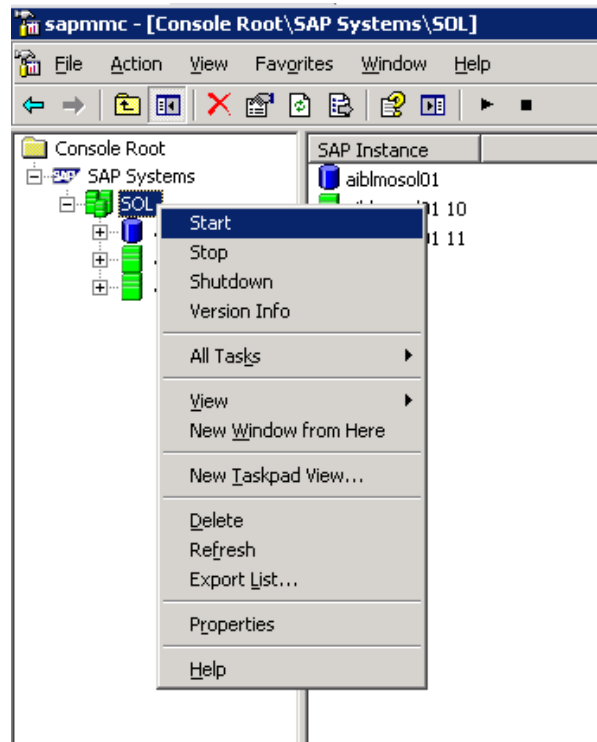 sapmmc - [Console Root\SAP Systems\SOL]
File Action View Favorites Window Help
Console Root
SAP Systems
SOL
SAP Instance
aiblmosol01
01 10
01 11
Start
Stop
Shutdown
Version Info
All Tasks
View
New Window from Here
New Taskpad View...
Delete
Refresh
Export List...
Properties
Help